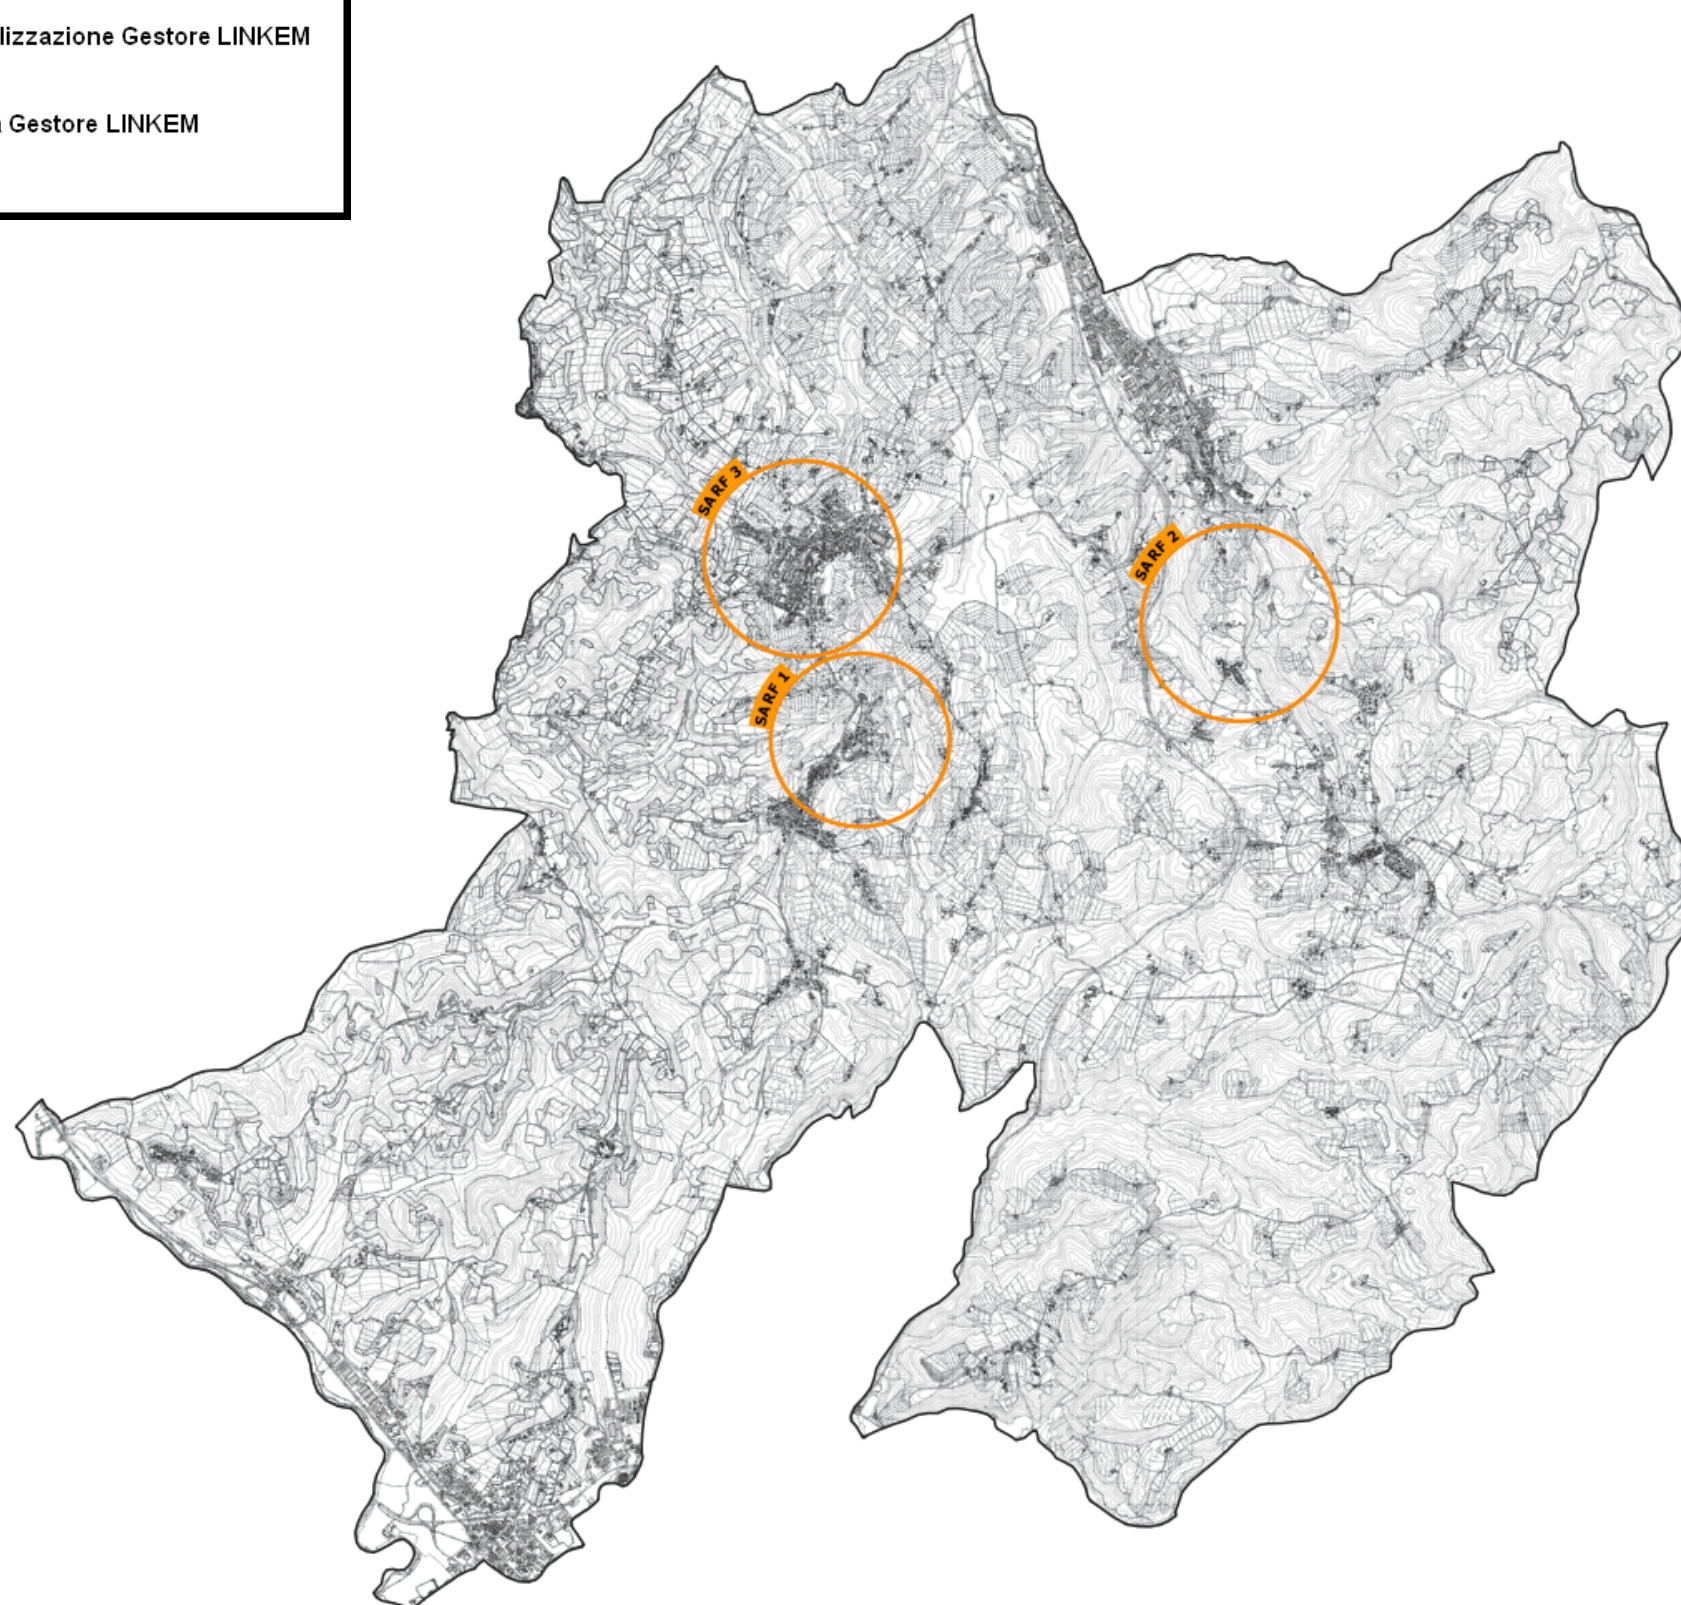 lizzazione Gestore LINKEM
Gestore LINKEM
SARF 3
SARF 2
SARF 1